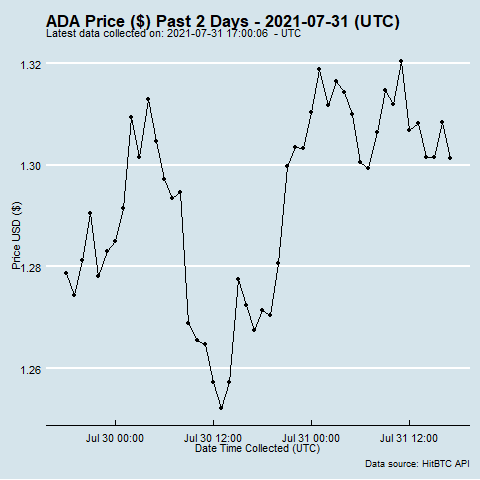 ADA Price ($) Past 2 Days - 2021-07-31 (UTC)
Latest data collected on: 2021-07-31 17:00:06 - UTC
1.32
1.30
1.28
1.26
Price USD ($)
Jul 30 00:00 Jul 30 12:00 Jul 31 00:00 Jul 31 12:00
Date Time Collected (UTC)
Data source: HitBTC API